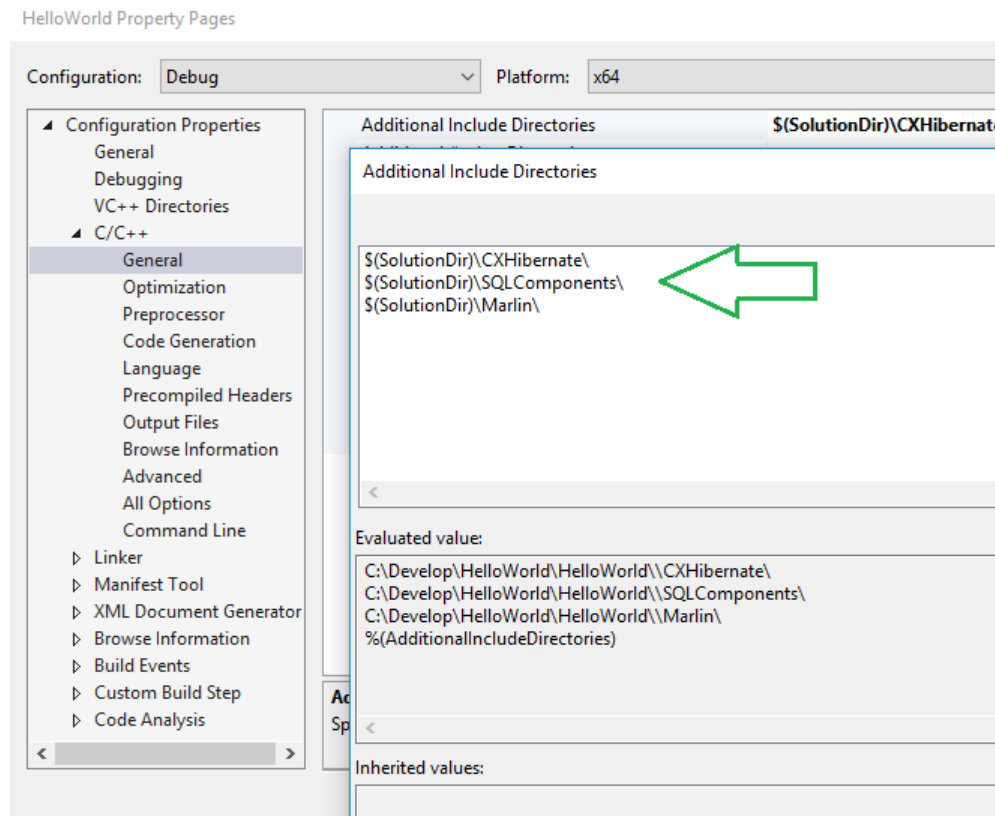 HelloWorld Property Pages
Configuration: Debug Platform: x64
Configuration Properties
General
Debugging
VC++ Directories
C/C++
General
Optimization
Preprocessor
Code Generation
Language
Precompiled Headers
Output Files
Browse Information
Advanced
All Options
Command Line
Linker
Manifest Tool
XML Document Generator
Browse Information
Build Events
Custom Build Step
Code Analysis
Additional Include Directories $(SolutionDir)\CXHibernat
Additional Include Directories
$(SolutionDir)\CXHibernate\
$(SolutionDir)\SQLComponents\
$(SolutionDir)\Marlin\
Evaluated value:
C:\Develop\HelloWorld\HelloWorld\\CXHibernate\
C:\Develop\HelloWorld\HelloWorld\\SQLComponents\
C:\Develop\HelloWorld\HelloWorld\\Marlin\
%(AdditionalIncludeDirectories)
Inherited values: